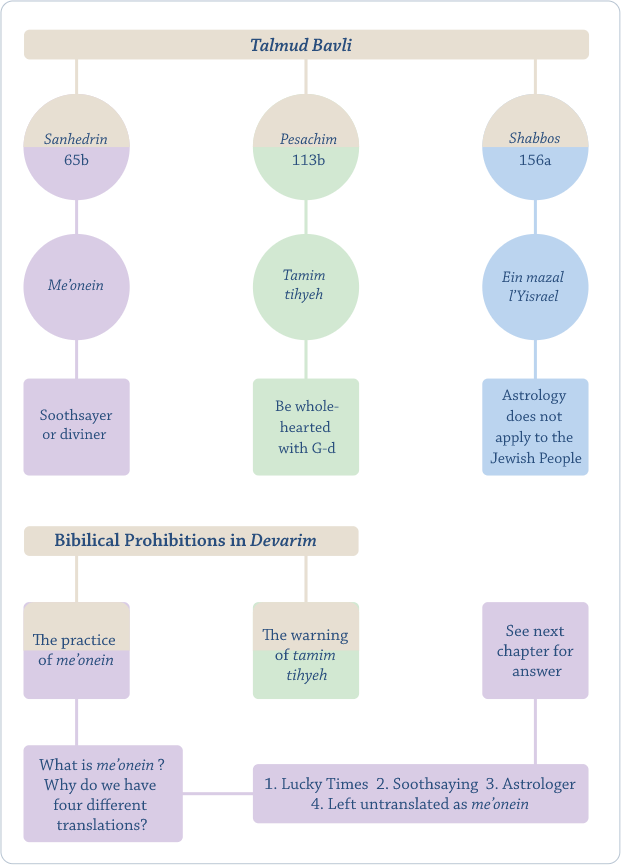 Talmud Bavli
Sanhedrin
65b
Pesachim
113b
Shabbos
156a
Me’onein
Tamim
tihyeh
Ein mazal
l’Yisrael
Soothsayer
or diviner
Be whole-
hearted
with G-d
Astrology
does not
apply to the
Jewish People
Bibilical Prohibitions in Devarim
The practice
of me’onein
The warning
of tamim
tihyeh
See next
chapter for
answer
What is me’onein ?
Why do we have
four different
translations?
1. Lucky Times 2. Soothsaying 3. Astrologer
4. Left untranslated as me’onein